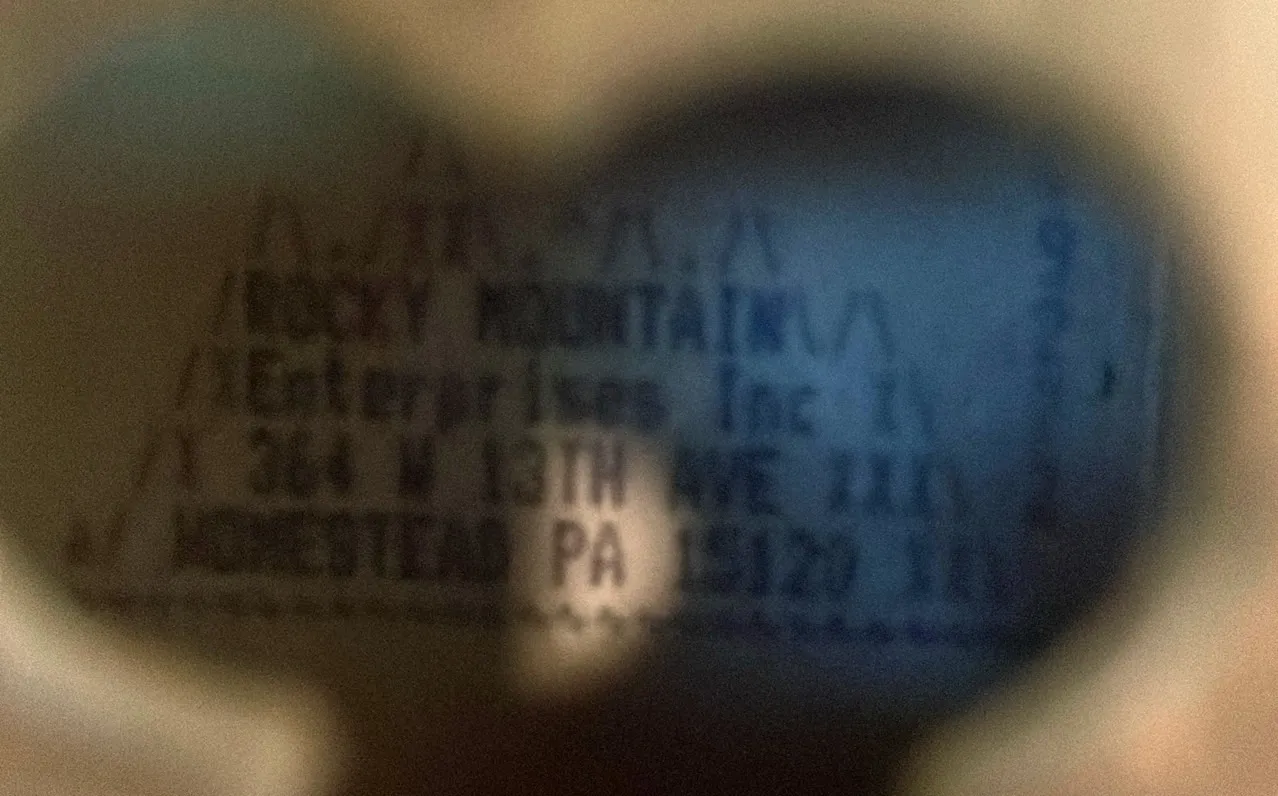 ROCKY MOUNTAIN
Enterprises Inc
364 W 13TH AVE
HOMESTEAD PA 15120